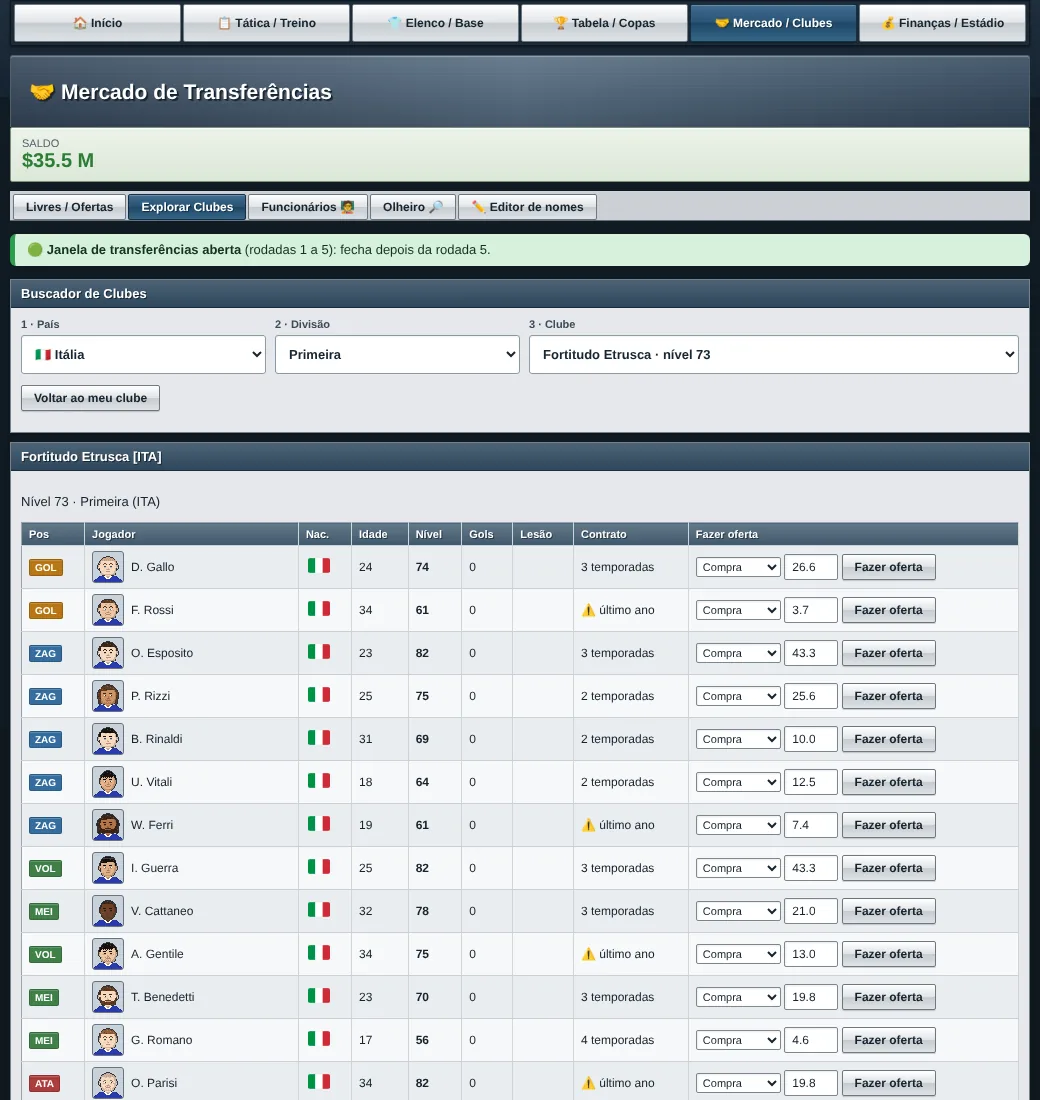 🏠 Início 📋 Tática / Treino 👕 Elenco / Base 🏆 Tabela / Copas 🤝 Mercado / Clubes 💰 Finanças / Estádio
🤝 Mercado de Transferências
SALDO
$35.5 M
Livres / Ofertas Explorar Clubes Funcionários 🧑‍🏫 Olheiro 🔎 ✏️ Editor de nomes
🟢 Janela de transferências aberta (rodadas 1 a 5): fecha depois da rodada 5.
Buscador de Clubes
1 · País 2 · Divisão 3 · Clube
🇮🇹 Itália Primeira Fortitudo Etrusca · nível 73
Voltar ao meu clube
Fortitudo Etrusca [ITA]
Nível 73 · Primeira (ITA)
Pos Jogador Nac. Idade Nível Gols Lesão Contrato Fazer oferta
GOL D. Gallo 24 74 0 3 temporadas Compra 26.6 Fazer oferta
GOL F. Rossi 34 61 0 ⚠️ último ano Compra 3.7 Fazer oferta
ZAG O. Esposito 23 82 0 3 temporadas Compra 43.3 Fazer oferta
ZAG P. Rizzi 25 75 0 2 temporadas Compra 25.6 Fazer oferta
ZAG B. Rinaldi 31 69 0 2 temporadas Compra 10.0 Fazer oferta
ZAG U. Vitali 18 64 0 2 temporadas Compra 12.5 Fazer oferta
ZAG W. Ferri 19 61 0 ⚠️ último ano Compra 7.4 Fazer oferta
VOL I. Guerra 25 82 0 3 temporadas Compra 43.3 Fazer oferta
MEI V. Cattaneo 32 78 0 3 temporadas Compra 21.0 Fazer oferta
VOL A. Gentile 34 75 0 ⚠️ último ano Compra 13.0 Fazer oferta
MEI T. Benedetti 23 70 0 3 temporadas Compra 19.8 Fazer oferta
MEI G. Romano 17 56 0 4 temporadas Compra 4.6 Fazer oferta
ATA O. Parisi 34 82 0 ⚠️ último ano Compra 19.8 Fazer oferta